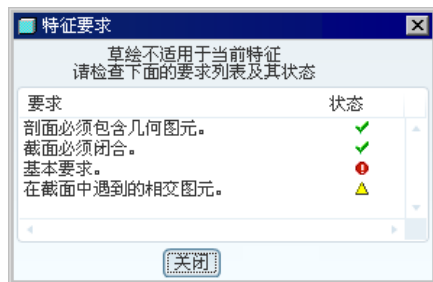 特征要求
草绘不适用于当前特征
请检查下面的要求列表及其状态
要求 状态
剖面必须包含几何图元。
截面必须闭合。
基本要求。
在截面中遇到的相交图元。
关闭